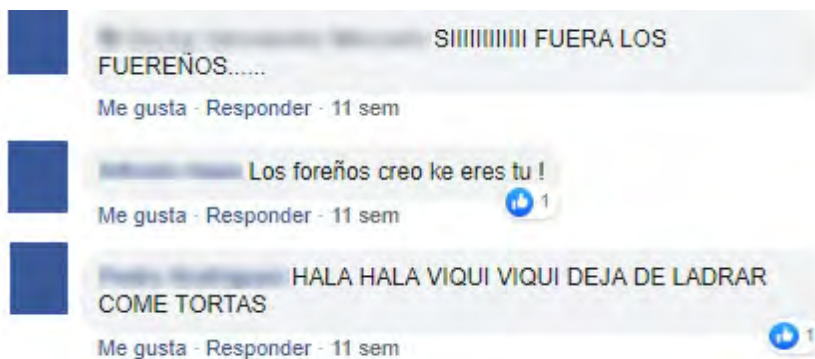 SIIIIIIIIIII FUERA LOS
FUEREÑOS......
Me gusta · Responder · 11 sem
Los foreños creo ke eres tu !
1
Me gusta · Responder · 11 sem
HALA HALA VIQUI VIQUI DEJA DE LADRAR
COME TORTAS
1
Me gusta · Responder · 11 sem